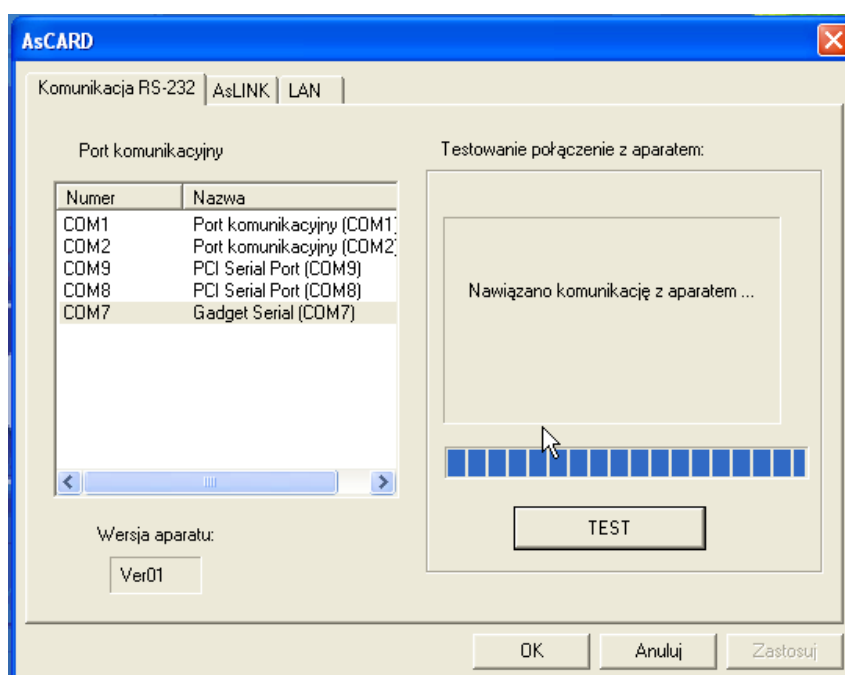 AsCARD
Komunikacja RS-232 AsLINK LAN
Port komunikacyjny
Testowanie połączenie z aparatem:
Numer Nazwa
COM1 Port komunikacyjny (COM1)
COM2 Port komunikacyjny (COM2)
COM9 PCI Serial Port (COM9)
COM8 PCI Serial Port (COM8)
COM7 Gadget Serial (COM7)
Nawiązano komunikację z aparatem ...
TEST
Wersja aparatu:
Ver01
OK Anuluj Zastosuj